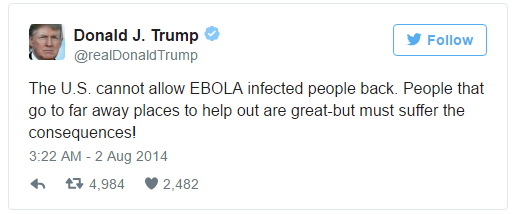 Donald J. Trump
@realDonaldTrump
Follow
The U.S. cannot allow EBOLA infected people back. People that
go to far away places to help out are great-but must suffer the
consequences!
3:22 AM - 2 Aug 2014
4,984 2,482